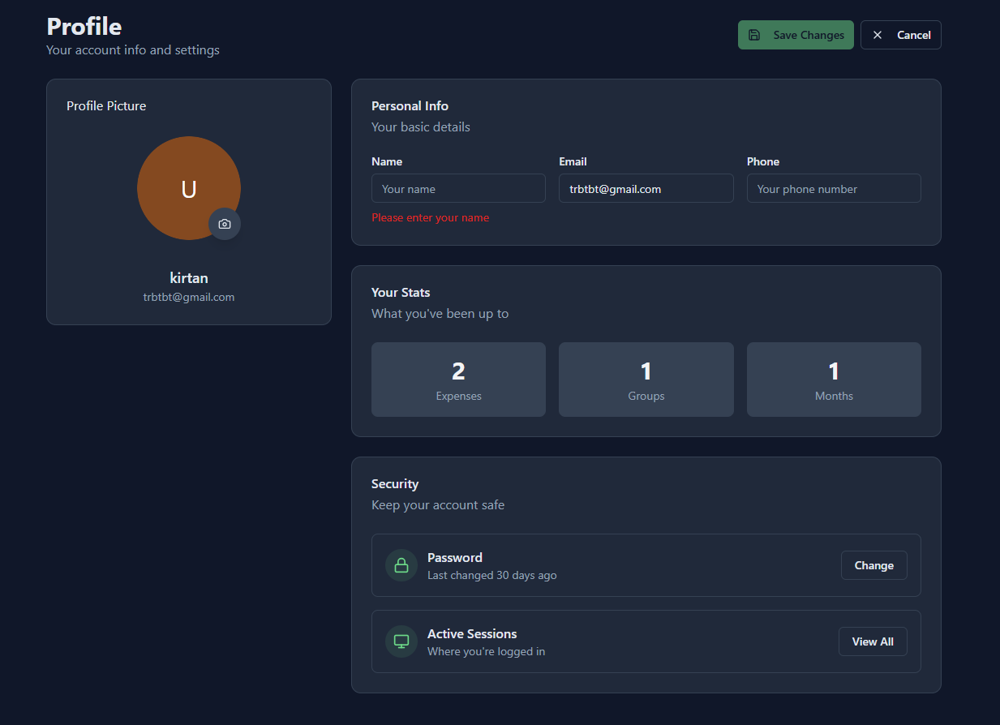 Profile
Your account info and settings
Save Changes
Cancel
Profile Picture
U
kirtan
trbtbt@gmail.com
Personal Info
Your basic details
Name
Email
Phone
Your name
trbtbt@gmail.com
Your phone number
Please enter your name
Your Stats
What you've been up to
2
Expenses
1
Groups
1
Months
Security
Keep your account safe
Password
Last changed 30 days ago
Change
Active Sessions
Where you're logged in
View All